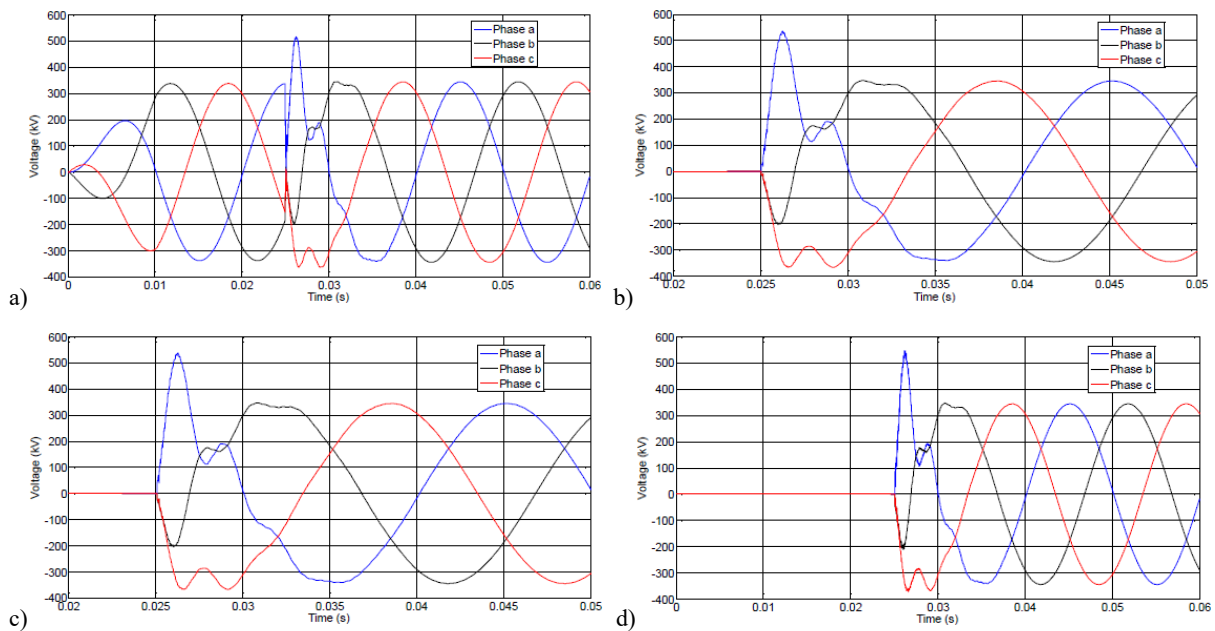 600
500
400
300
200
100
0
-100
-200
-300
-400
Voltage (kV)
Phase a
Phase b
Phase c
0 0.01 0.02 0.03 0.04 0.05 0.06
Time (s)
a)
600
500
400
300
200
100
0
-100
-200
-300
-400
Voltage (kV)
Phase a
Phase b
Phase c
0.02 0.025 0.03 0.035 0.04 0.045 0.05
Time (s)
b)
600
500
400
300
200
100
0
-100
-200
-300
-400
Voltage (kV)
Phase a
Phase b
Phase c
0.02 0.025 0.03 0.035 0.04 0.045 0.05
Time (s)
c)
600
500
400
300
200
100
0
-100
-200
-300
-400
Voltage (kV)
Phase a
Phase b
Phase c
0 0.01 0.02 0.03 0.04 0.05 0.06
Time (s)
d)